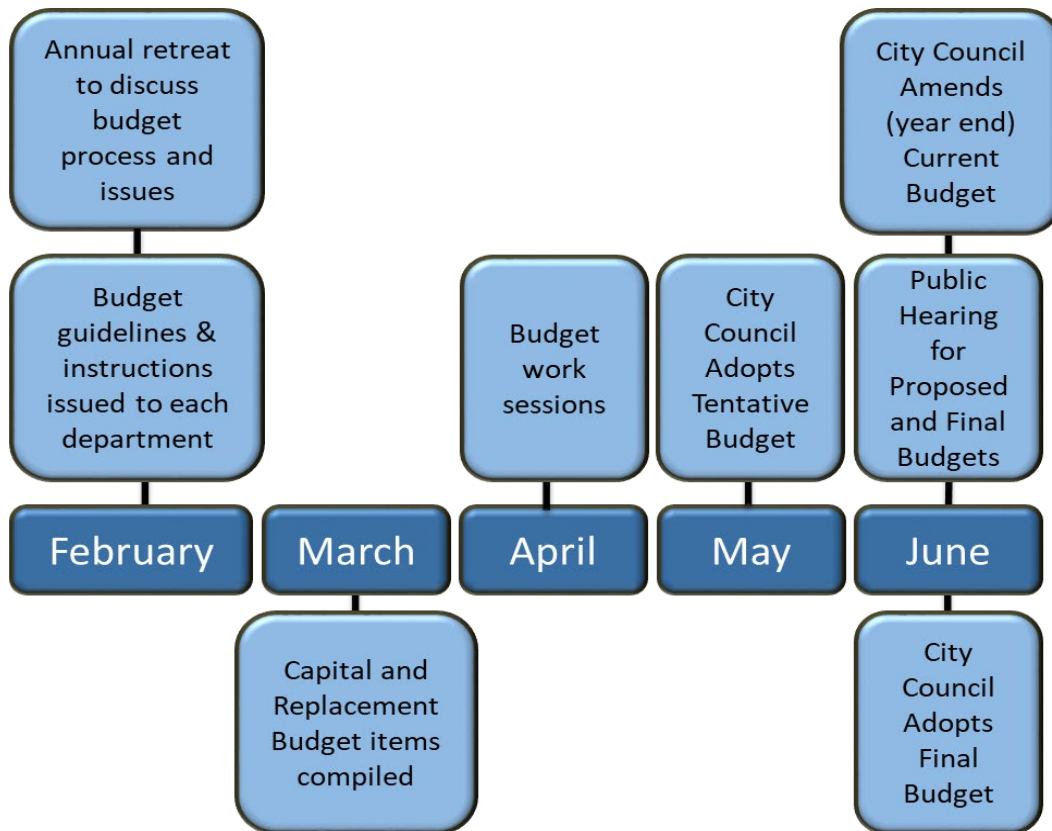 Annual retreat
to discuss
budget
process and
issues
City Council
Amends
(year end)
Current
Budget
Budget
guidelines &
instructions
issued to each
department
Budget
work
sessions
City
Council
Adopts
Tentative
Budget
Public
Hearing
for
Proposed
and Final
Budgets
February
March
April
May
June
Capital and
Replacement
Budget items
compiled
City
Council
Adopts
Final
Budget